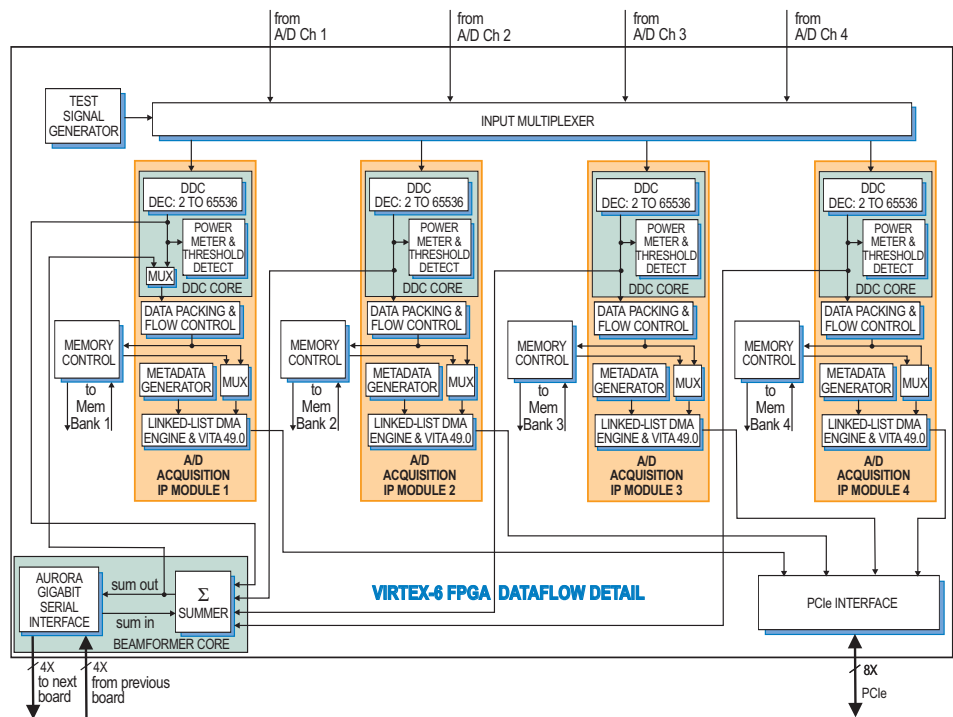 from
A/D Ch 1
from
A/D Ch 2
from
A/D Ch 3
from
A/D Ch 4
TEST
SIGNAL
GENERATOR
INPUT MULTIPLEXER
DDC
DEC: 2 TO 65536
POWER
METER &
THRESHOLD
DETECT
MUX
DDC CORE
DATA PACKING &
FLOW CONTROL
MEMORY
CONTROL
METADATA
GENERATOR
MUX
to
Mem
Bank 1
LINKED-LIST DMA
ENGINE & VITA 49.0
A/D
ACQUISITION
IP MODULE 1
DDC
DEC: 2 TO 65536
POWER
METER &
THRESHOLD
DETECT
DDC CORE
DATA PACKING &
FLOW CONTROL
MEMORY
CONTROL
METADATA
GENERATOR
MUX
to
Mem
Bank 2
LINKED-LIST DMA
ENGINE & VITA 49.0
A/D
ACQUISITION
IP MODULE 2
DDC
DEC: 2 TO 65536
POWER
METER &
THRESHOLD
DETECT
DDC CORE
DATA PACKING &
FLOW CONTROL
MEMORY
CONTROL
METADATA
GENERATOR
MUX
to
Mem
Bank 3
LINKED-LIST DMA
ENGINE & VITA 49.0
A/D
ACQUISITION
IP MODULE 3
DDC
DEC: 2 TO 65536
POWER
METER &
THRESHOLD
DETECT
DDC CORE
DATA PACKING &
FLOW CONTROL
MEMORY
CONTROL
METADATA
GENERATOR
MUX
to
Mem
Bank 4
LINKED-LIST DMA
ENGINE & VITA 49.0
A/D
ACQUISITION
IP MODULE 4
AURORA
GIGABIT
SERIAL
INTERFACE
sum out
sum in
Σ
SUMMER
BEAMFORMER CORE
VIRTEX-6 FPGA DATAFLOW DETAIL
PCIe INTERFACE
4X
to next
board
4X
from previous
board
8X
PCIe